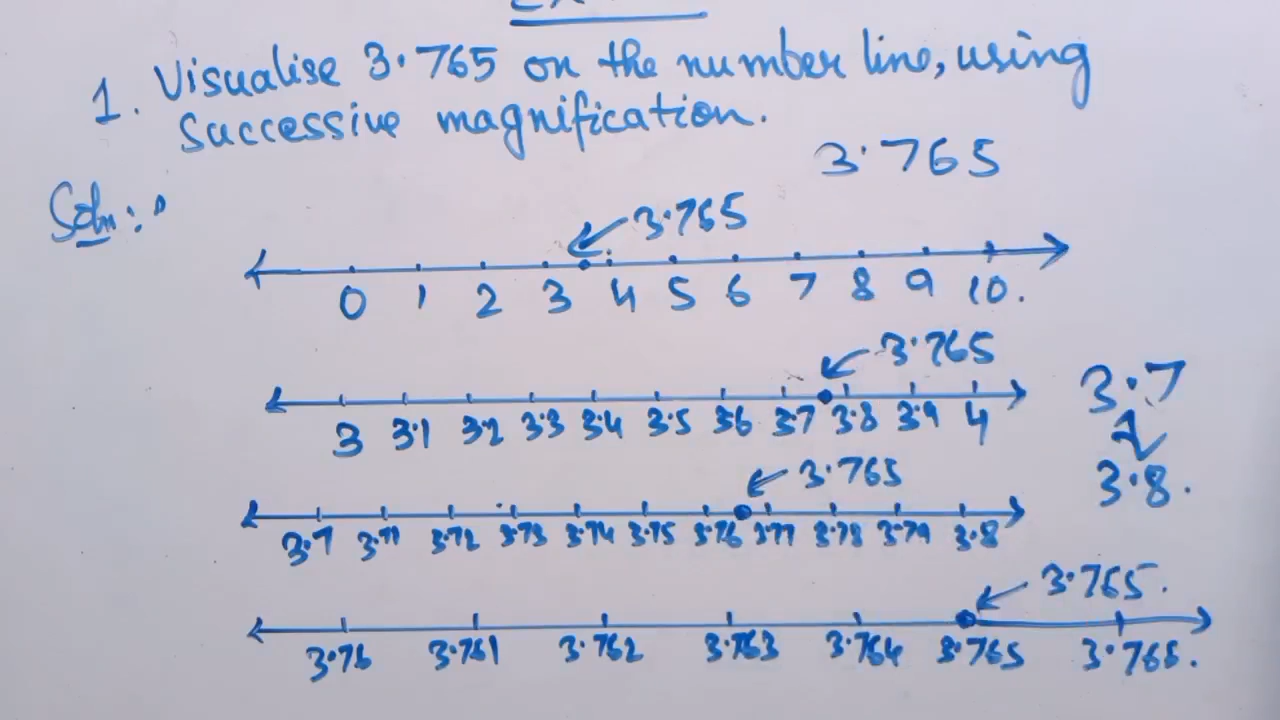 1. Visualise 3.765 on the number line, using
successive magnification.
3.765
Soln:
3.765
0 1 2 3 4 5 6 7 8 9 10.
3.765
3 3.1 3.2 3.3 3.4 3.5 3.6 3.7 3.8 3.9 4
3.7
3.8.
3.765
3.7 3.71 3.72 3.73 3.74 3.75 3.76 3.77 3.78 3.79 3.8
3.765.
3.76 3.761 3.762 3.763 3.764 3.765 3.766.